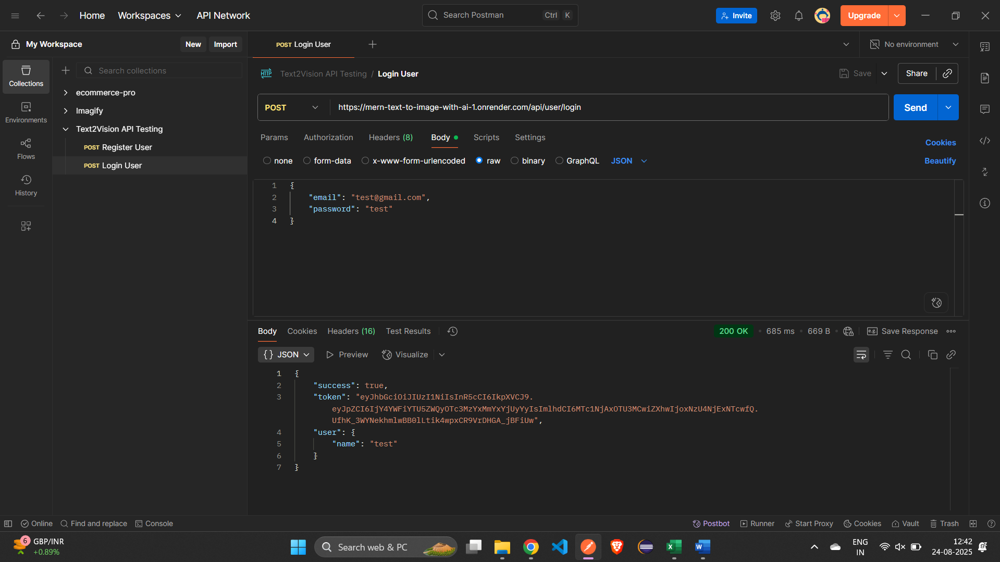 Home
Workspaces
API Network
Search Postman
Ctrl
K
Invite
Upgrade
My Workspace
New
Import
POST Login User
No environment
Collections
Environments
Flows
History
Search collections
ecommerce-pro
Imagify
Text2Vision API Testing
POST Register User
POST Login User
HTTP
Text2Vision API Testing / Login User
Save
Share
POST
https://mern-text-to-image-with-ai-1.onrender.com/api/user/login
Send
Params
Authorization
Headers (8)
Body
Scripts
Settings
Cookies
none
form-data
x-www-form-urlencoded
raw
binary
GraphQL
JSON
Beautify
1 {
2 "email": "test@gmail.com",
3 "password": "test"
4 }
Body
Cookies
Headers (16)
Test Results
200 OK
685 ms
669 B
e.g.
Save Response
{} JSON
Preview
Visualize
1 {
2 "success": true,
3 "token": "eyJhbGciOiJIUzI1NiIsInR5cCI6IkpXVCJ9.
eyJpZCI6IjY4YWFiYTU5ZWQyOTc3MzYxMmYxYjUyYyIsImlhdCI6MTc1NjAxOTU3MCwiZXhwIjoxNzU4NjExNTcwfQ.
UfhK_3WYNekhmlwBB0lLtik4wpxCR9VrDHGA_jBFiUw",
4 "user": {
5 "name": "test"
6 }
7 }
Online
Find and replace
Console
Postbot
Runner
Start Proxy
Cookies
Vault
Trash
6
GBP/INR
+0.89%
Search web & PC
ENG
IN
12:42
24-08-2025